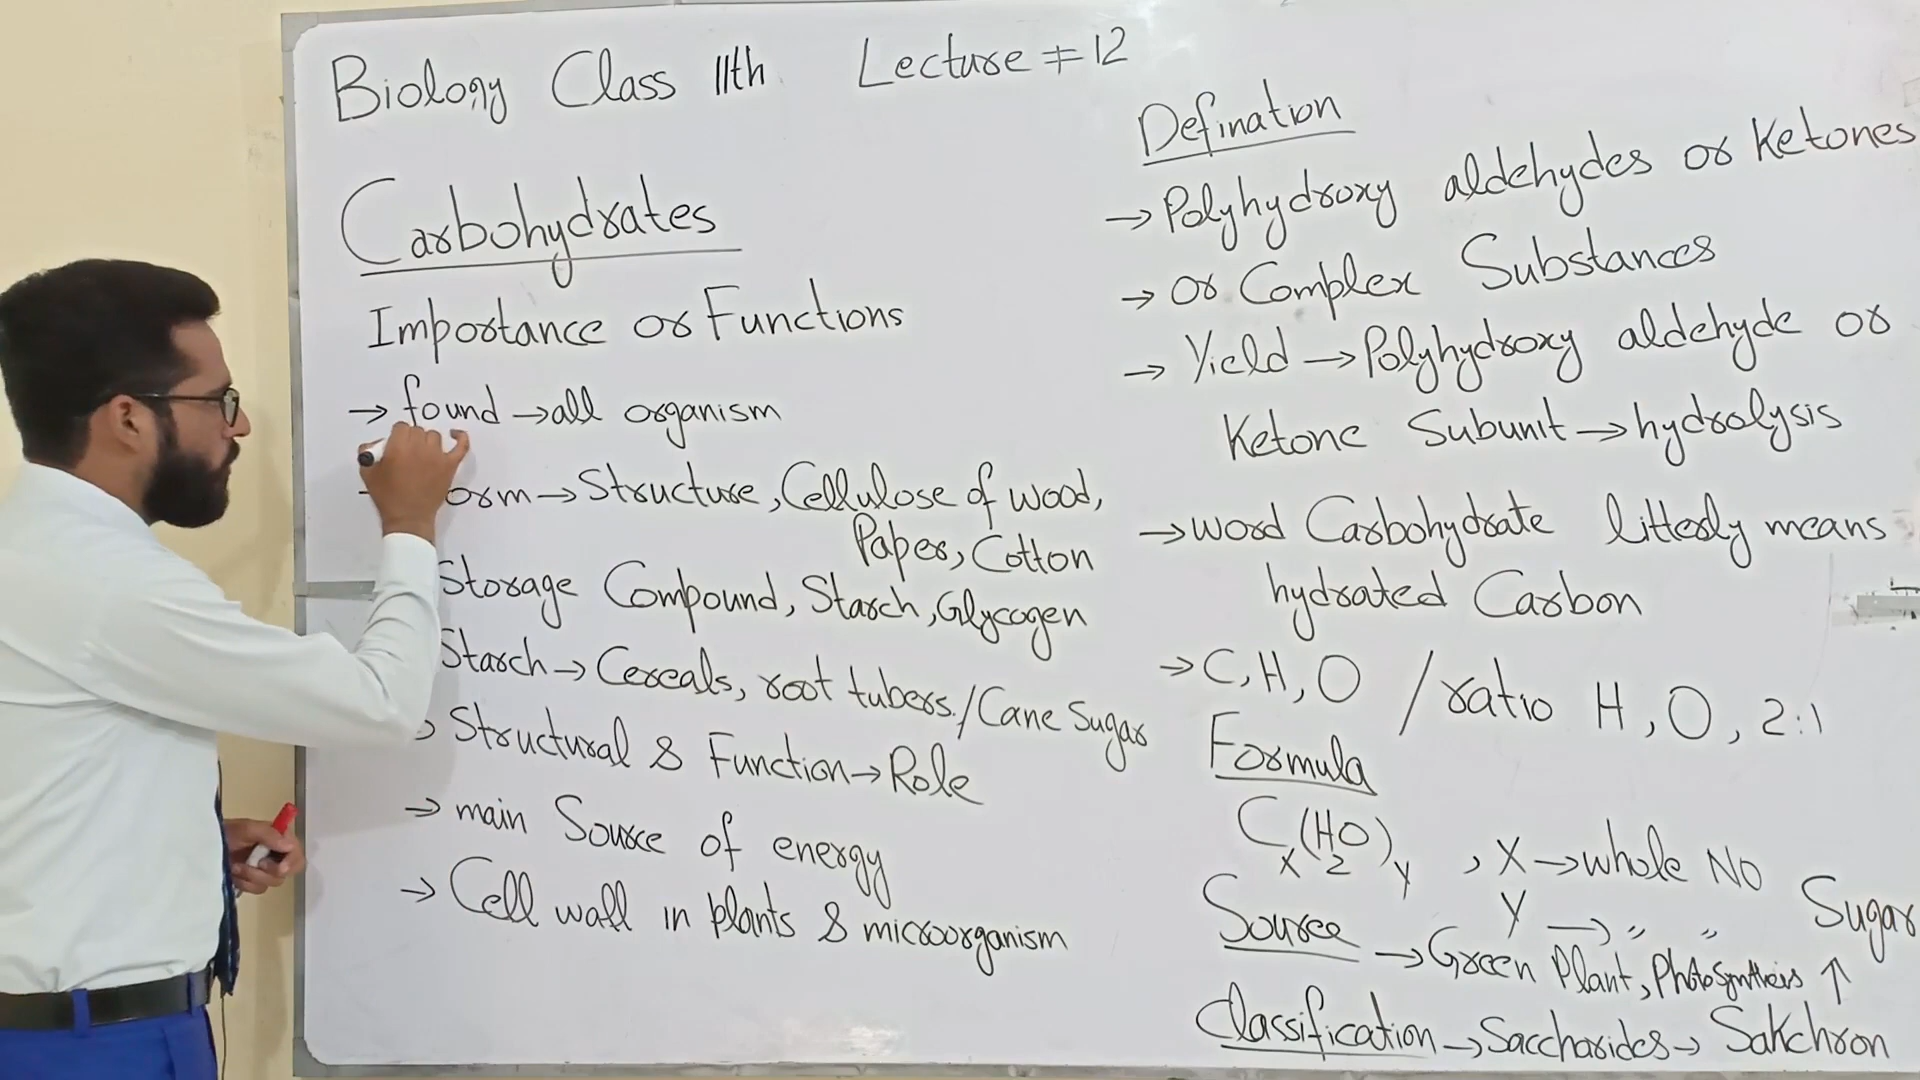 Biology Class 11th Lecture # 12
Carbohydrates
Importance or Functions
→ found → all organism
orm → Structure, Cellulose of wood,
Paper, Cotton
Storage Compound, Starch, Glycogen
Starch → Cereals, root tubers / Cane Sugar
→ Structural & Function → Role
→ main Source of energy
→ Cell wall in plants & microorganism
Defination
→ Polyhydroxy aldehydes or Ketones
→ or Complex Substances
→ Yield → Polyhydroxy aldehyde or
Ketone Subunit → hydrolysis
→ word Carbohydrate litterly means
hydrated Carbon
→ C, H, O / ratio H, O, 2:1
Formula
Cx(H2O)y , X → whole NO
Y → " "
Source → Green Plant, Photosynthesis ↑ Sugar
Classification → Saccharides → Sakchron